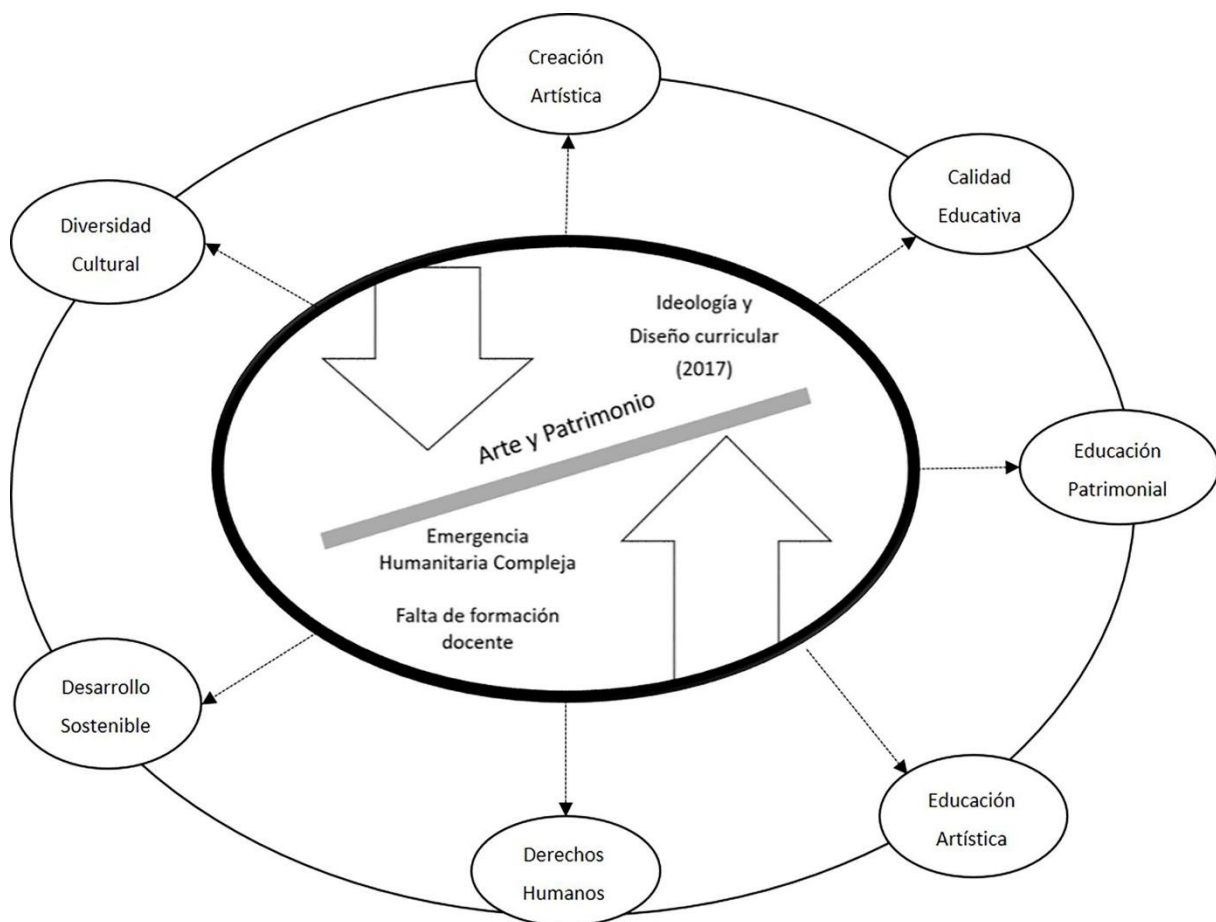 Creación
Artística
Calidad
Educativa
Diversidad
Cultural
Ideología y
Diseño curricular
(2017)
Arte y Patrimonio
Educación
Patrimonial
Emergencia
Humanitaria Compleja
Falta de formación
docente
Desarrollo
Sostenible
Educación
Artística
Derechos
Humanos